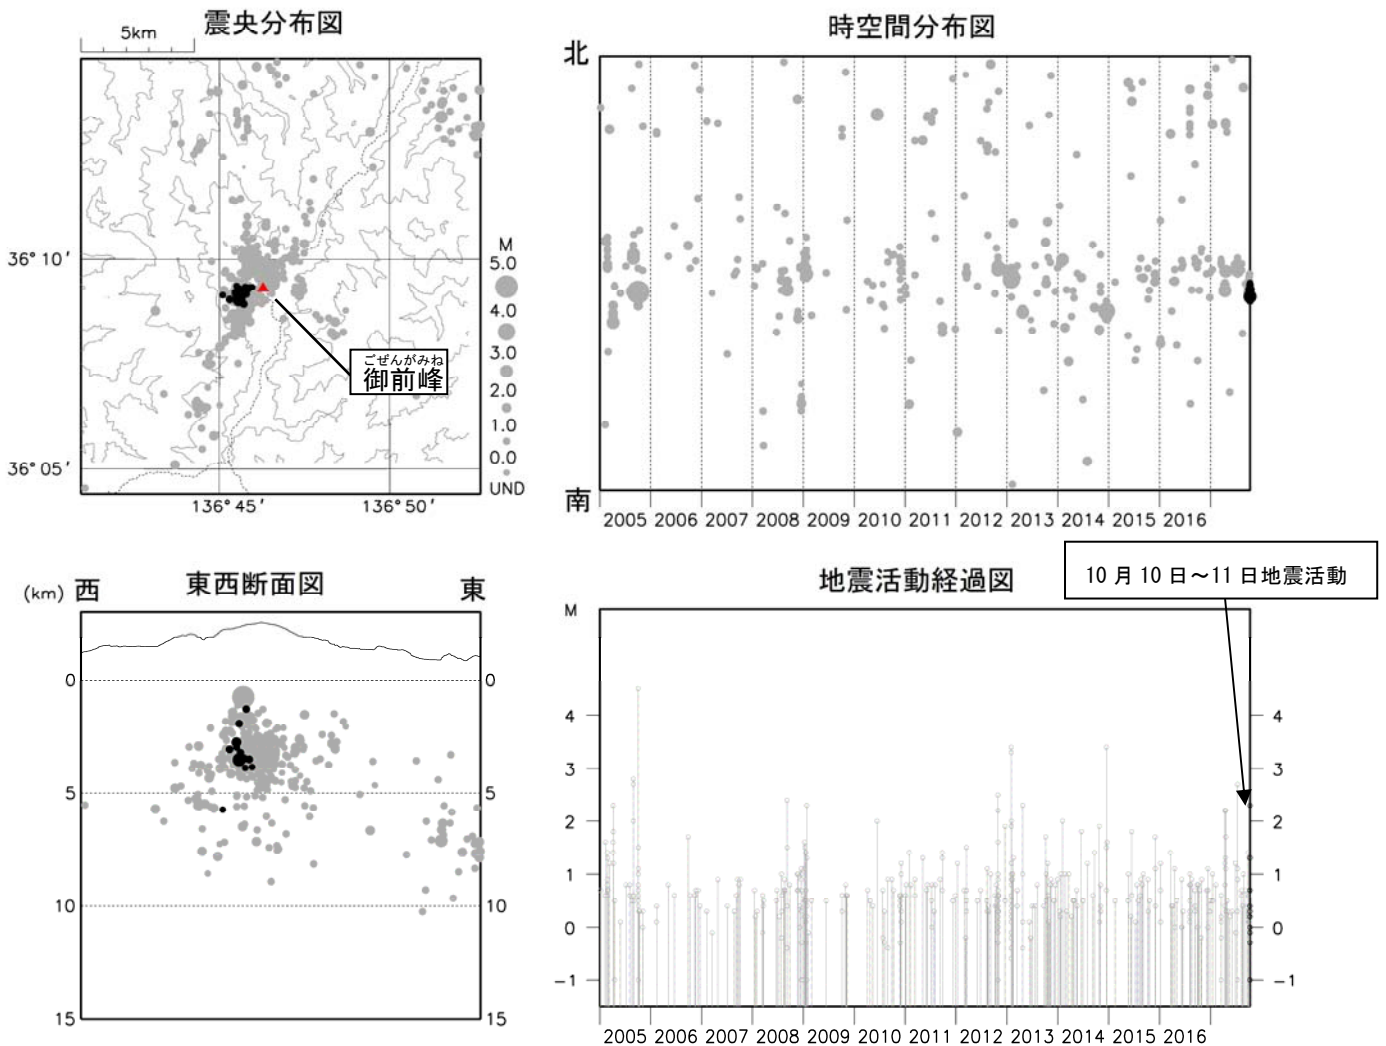 震央分布図
5km
36° 10′
36° 05′
136° 45′
136° 50′
ごぜんがみね
御前峰
M
5.0
4.0
3.0
2.0
1.0
0.0
UND
時空間分布図
北
南
2005 2006 2007 2008 2009 2010 2011 2012 2013 2014 2015 2016
東西断面図
(km) 西 東
0 0
5 5
10 10
15 15
地震活動経過図
10 月 10 日～11 日地震活動
M
4 4
3 3
2 2
1 1
0 0
-1 -1
2005 2006 2007 2008 2009 2010 2011 2012 2013 2014 2015 2016